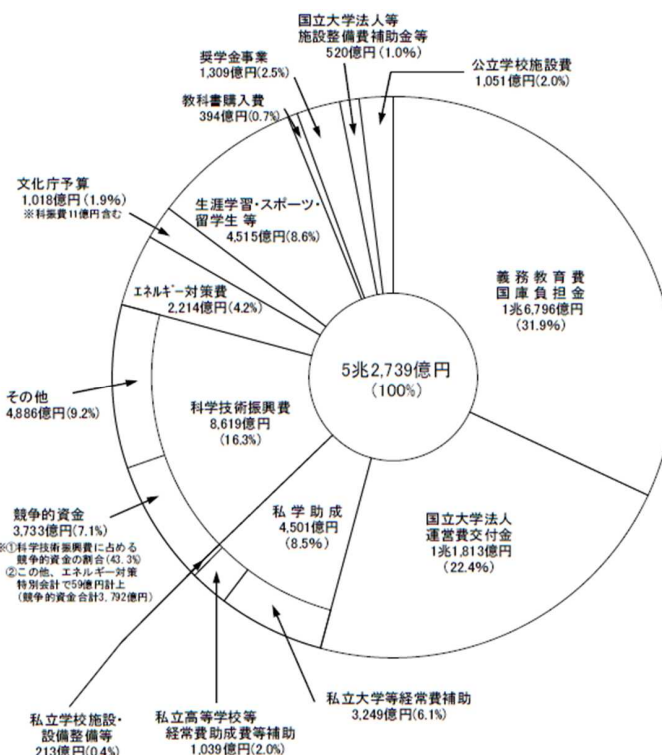 国立大学法人等
施設整備費補助金等
520億円(1.0%)
奨学金事業
1,309億円(2.5%)
公立学校施設費
1,051億円(2.0%)
教科書購入費
394億円(0.7%)
文化庁予算
1,018億円(1.9%)
※科振費11億円含む
生涯学習・スポーツ・
留学生 等
4,515億円(8.6%)
エネルギー対策費
2,214億円(4.2%)
義務教育費
国庫負担金
1兆6,796億円
(31.9%)
5兆2,739億円
(100%)
その他
4,886億円(9.2%)
科学技術振興費
8,619億円
(16.3%)
競争的資金
3,733億円(7.1%)
※①科学技術振興費に占める
競争的資金の割合(43.3%)
②この他、エネルギー対策
特別会計で59億円計上
(競争的資金合計3,792億円)
私学助成
4,501億円
(8.5%)
国立大学法人
運営費交付金
1兆1,813億円
(22.4%)
私立学校施設・
設備整備等
213億円(0.4%)
私立高等学校等
経常費助成費等補助
1,039億円(2.0%)
私立大学等経常費補助
3,249億円(6.1%)